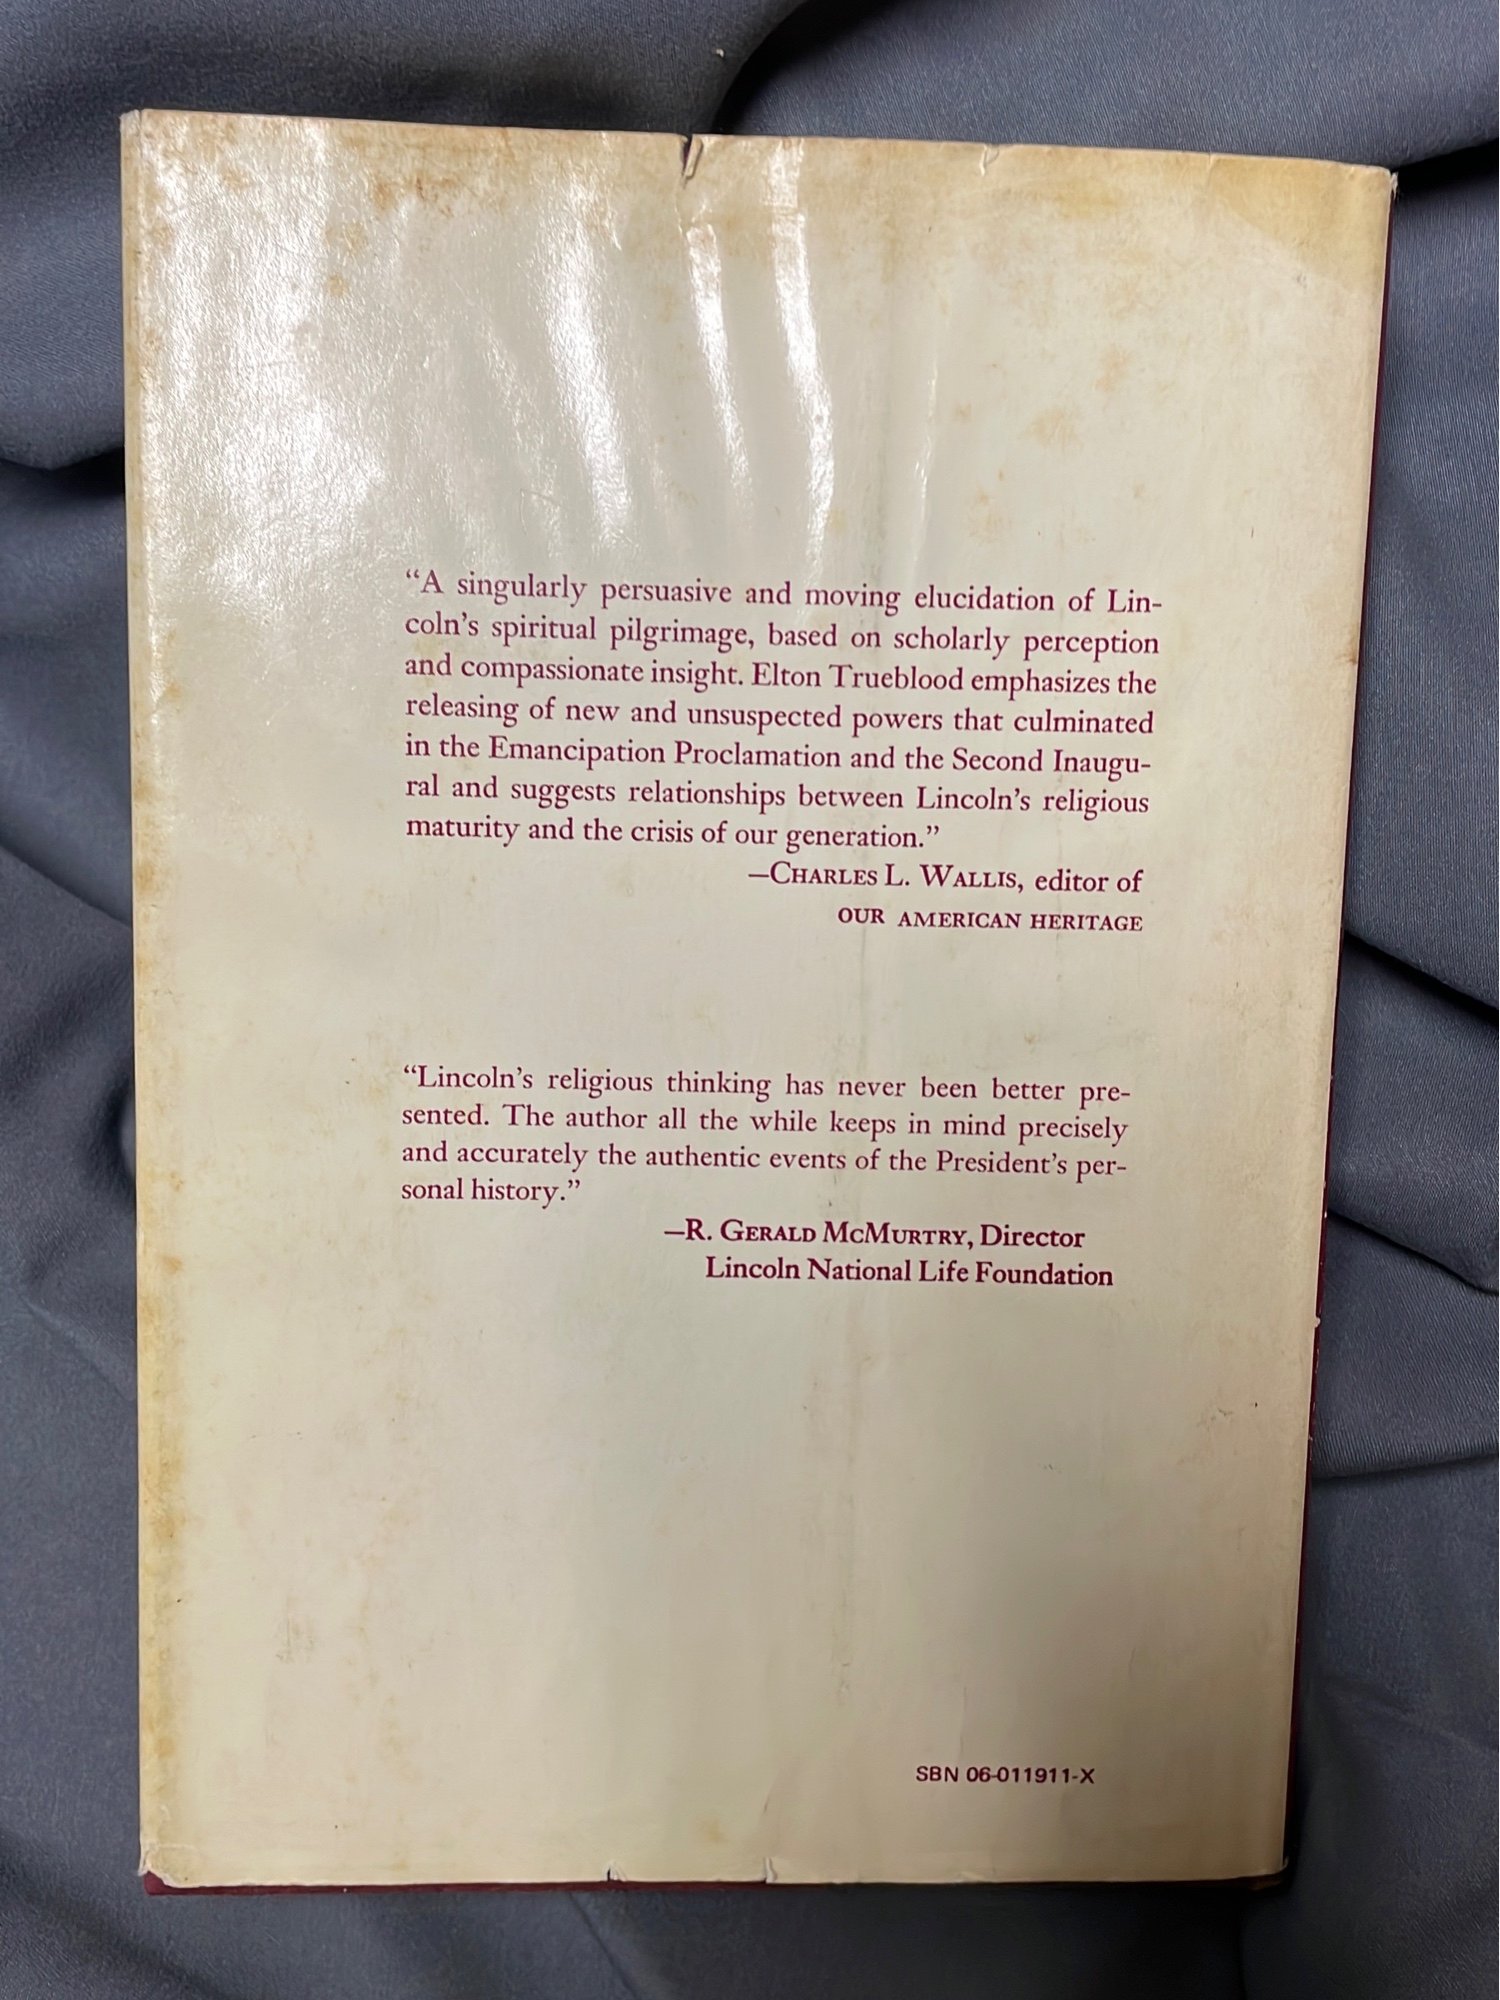 “A singularly persuasive and moving elucidation of Lin-
coln’s spiritual pilgrimage, based on scholarly perception
and compassionate insight. Elton Trueblood emphasizes the
releasing of new and unsuspected powers that culminated
in the Emancipation Proclamation and the Second Inaugu-
ral and suggests relationships between Lincoln’s religious
maturity and the crisis of our generation.”
—CHARLES L. WALLIS, editor of
OUR AMERICAN HERITAGE
“Lincoln’s religious thinking has never been better pre-
sented. The author all the while keeps in mind precisely
and accurately the authentic events of the President’s per-
sonal history.”
—R. GERALD MCMURTRY, Director
Lincoln National Life Foundation
SBN 06-011911-X